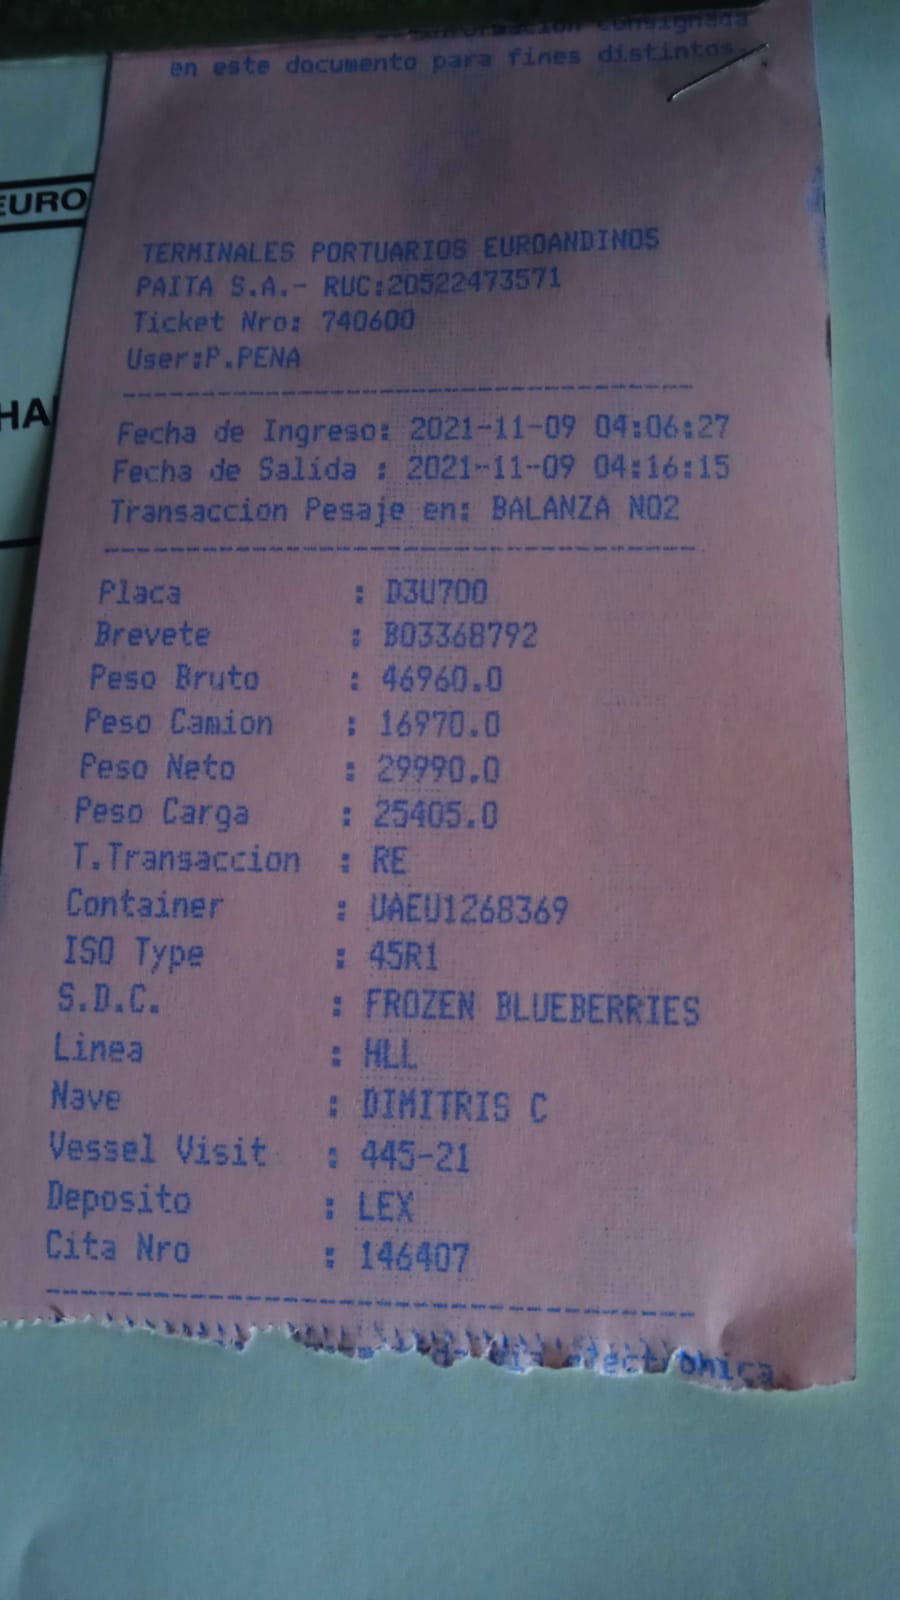 información consignada
en este documento para fines distintos.
EURO
TERMINALES PORTUARIOS EUROANDINOS
PAITA S.A.- RUC:20522473571
Ticket Nro: 740600
User:P.PENA
HA
Fecha de Ingreso: 2021-11-09 04:06:27
Fecha de Salida : 2021-11-09 04:16:15
Transaccion Pesaje en: BALANZA NO2
Placa : D3U700
Brevete : B03368792
Peso Bruto : 46960.0
Peso Camion : 16970.0
Peso Neto : 29990.0
Peso Carga : 25405.0
T.Transaccion : RE
Container : UAEU1268369
ISO Type : 45R1
S.D.C. : FROZEN BLUEBERRIES
Linea : HLL
Nave : DIMITRIS C
Vessel Visit : 445-21
Deposito : LEX
Cita Nro : 146407